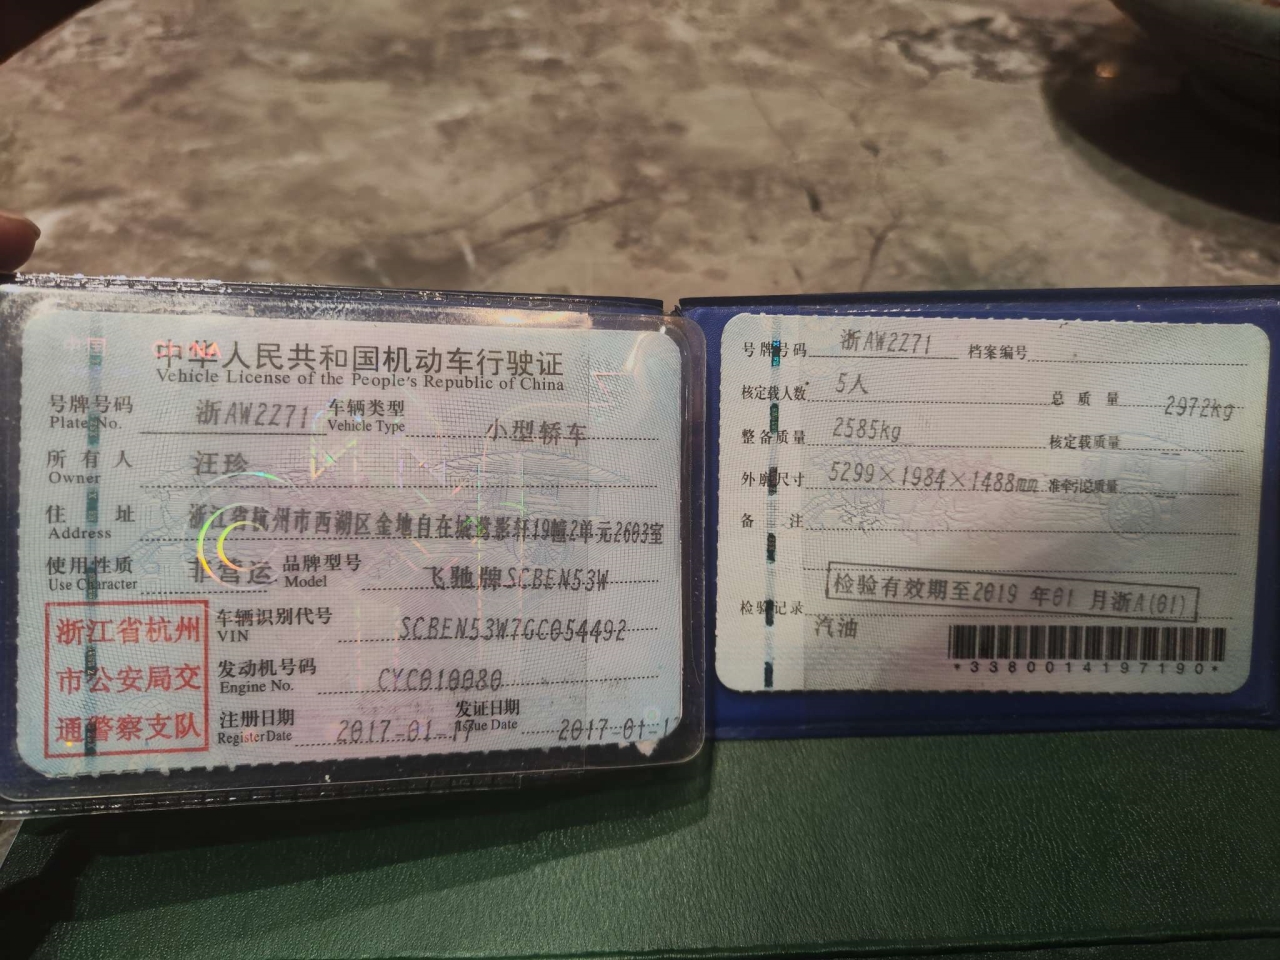 中华人民共和国机动车行驶证
Vehicle License of the People's Republic of China
号牌号码 浙AW2Z71 车辆类型 小型轿车
Plate No. Vehicle Type
所有人 汪珍
Owner
住址 浙江省杭州市西湖区金地自在城鹭影轩19幢2单元2603室
Address
使用性质 非营运 品牌型号 飞驰牌SCBEN53W
Use Character Model
浙江省杭州
市公安局交
通警察支队
车辆识别代号 SCBEN53W7GC054492
VIN
发动机号码 CYC010080
Engine No.
注册日期 2017-01-17 发证日期 2017-01-1
Register Date Issue Date
号牌号码 浙AW2Z71 档案编号
核定载人数 5人 总质量 2972kg
整备质量 2585kg 核定载质量
外廓尺寸 5299×1984×1488mm 准牵引总质量
备注
检验记录 检验有效期至2019年01月浙A(01)
汽油
*3380014197190*